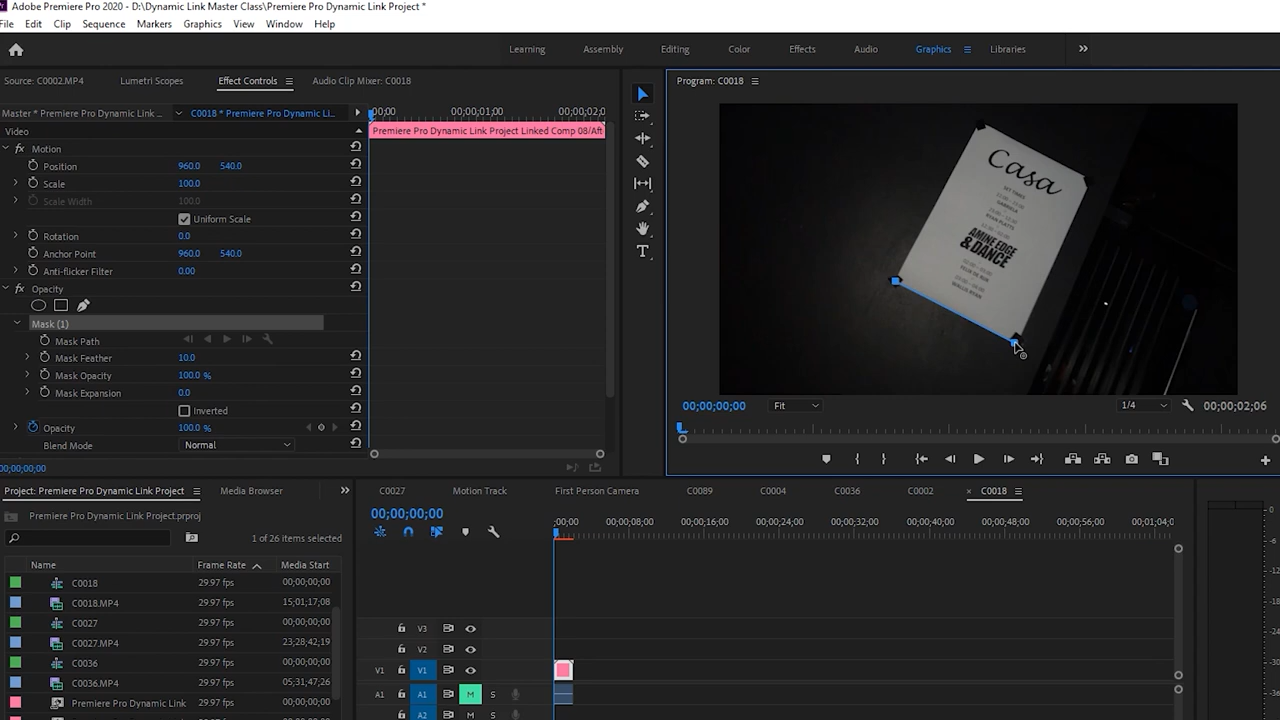 Adobe Premiere Pro 2020 - D:\Dynamic Link Master Class\Premiere Pro Dynamic Link Project *
File Edit Clip Sequence Markers Graphics View Window Help
Learning Assembly Editing Color Effects Audio Graphics Libraries
Source: C0002.MP4 Lumetri Scopes Effect Controls Audio Clip Mixer: C0018
Program: C0018
Master * Premiere Pro Dynamic Link ... C0018 * Premiere Pro Dynamic Li...
:00:00 00;00;01;00 00;00;02;0
Video
Premiere Pro Dynamic Link Project Linked Comp 08/Aft
fx Motion
Position 960.0 540.0
Scale 100.0
Scale Width 100.0
Uniform Scale
Rotation 0.0
Anchor Point 960.0 540.0
Anti-flicker Filter 0.00
fx Opacity
Mask (1)
Mask Path
Mask Feather 10.0
Mask Opacity 100.0 %
Mask Expansion 0.0
Inverted
Opacity 100.0 %
Blend Mode Normal
00;00;00;00
Casa
SET TIMES
GABRIELA
AMINE EDGE
& DANCE
00;00;00;00 Fit 1/4 00;00;02;06
Project: Premiere Pro Dynamic Link Project Media Browser
Premiere Pro Dynamic Link Project.prproj
1 of 26 items selected
Name Frame Rate Media Start
C0018 29.97 fps 00;00;00;00
C0018.MP4 29.97 fps 15;01;17;08
C0027 29.97 fps 00;00;00;00
C0027.MP4 29.97 fps 23;28;42;19
C0036 29.97 fps 00;00;00;00
C0036.MP4 29.97 fps 05;31;47;26
Premiere Pro Dynamic Link 29.97 fps 00;00;00;00
C0027 Motion Track First Person Camera C0089 C0004 C0036 C0002 C0018
00;00;00;00
;00;00 00;00;08;00 00;00;16;00 00;00;24;00 00;00;32;00 00;00;40;00 00;00;48;00 00;00;56;00 00;01;04;
V3
V2
V1 V1
A1 A1 M S
A2 M S
0